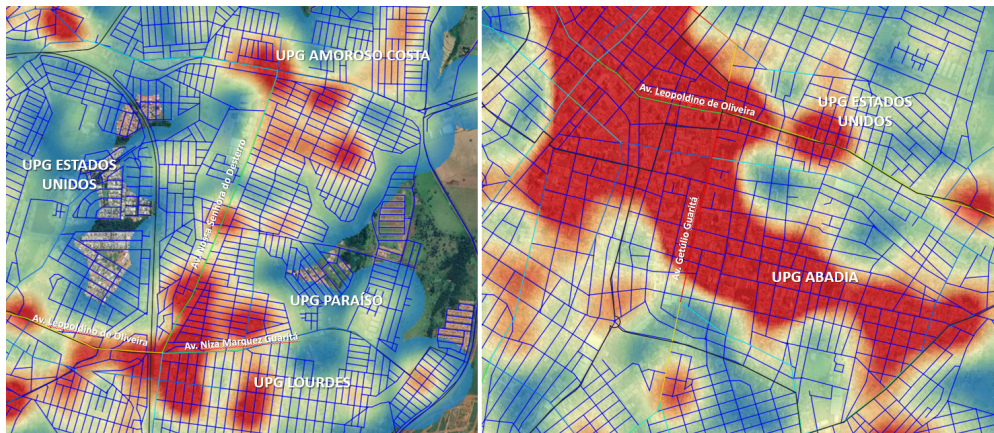 UPG AMOROSO COSTA
UPG ESTADOS
UNIDOS
Av. Nossa Senhora do Desterro
UPG PARAÍSO
Av. Leopoldino de Oliveira
Av. Niza Marquez Guaritá
UPG LOURDES
Av. Leopoldino de Oliveira
UPG ESTADOS
UNIDOS
Av. Getúlio Guaritá
UPG ABADIA